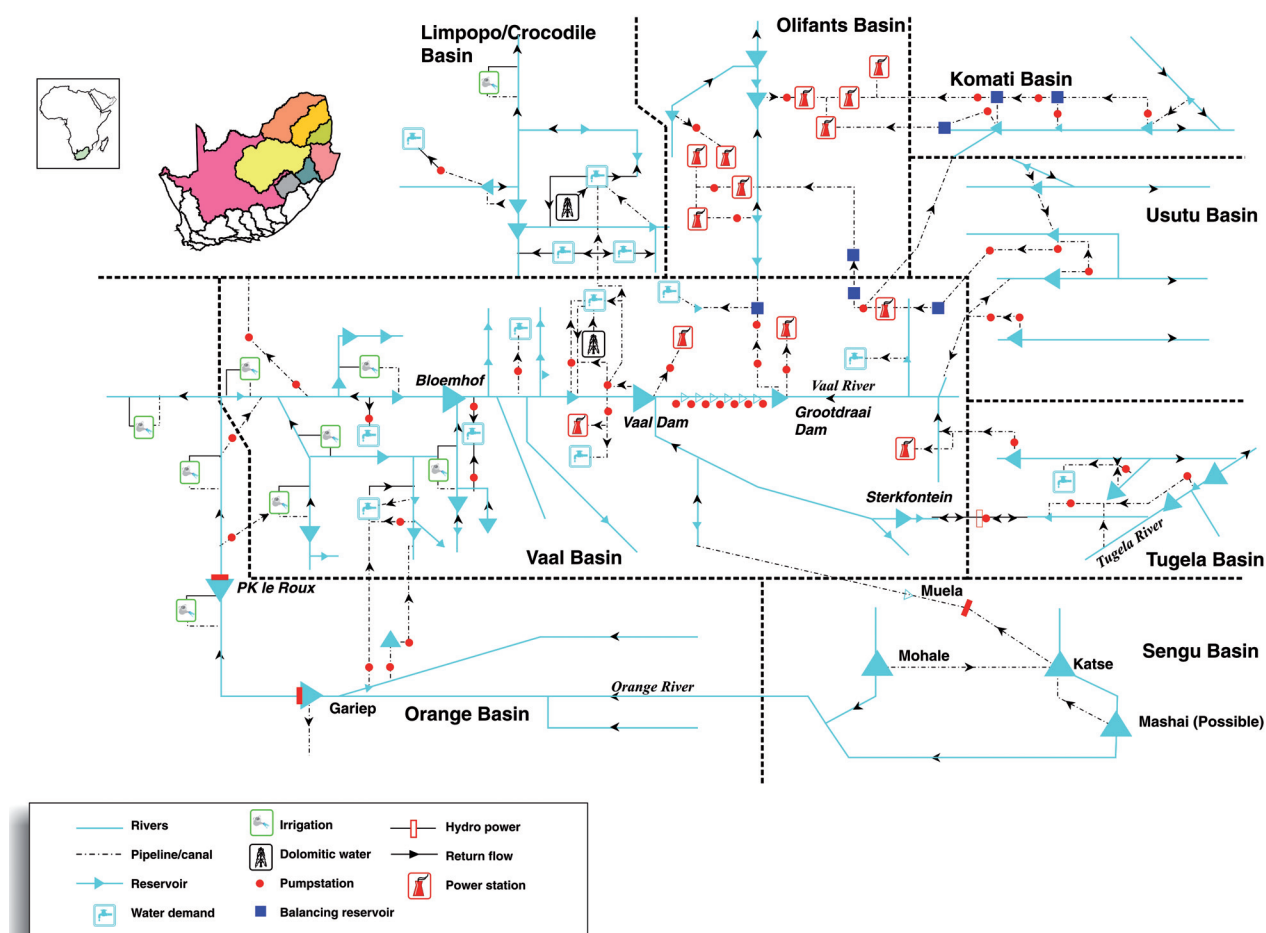 Limpopo/Crocodile
Basin
Olifants Basin
Komati Basin
Usutu Basin
Bloemhof
Vaal Dam
Vaal River
Grootdraai
Dam
Sterkfontein
Tugela River
Tugela Basin
Vaal Basin
PK le Roux
Muela
Mohale
Katse
Sengu Basin
Mashai (Possible)
Orange River
Gariep
Orange Basin
Rivers
Pipeline/canal
Reservoir
Water demand
Irrigation
Dolomitic water
Pumpstation
Balancing reservoir
Hydro power
Return flow
Power station